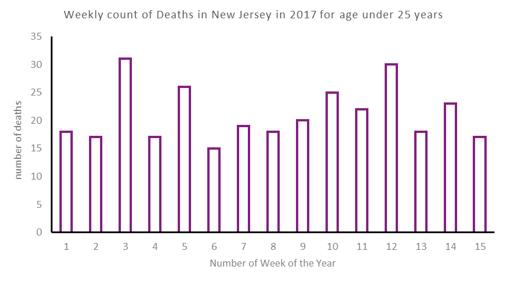 Weekly count of Deaths in New Jersey in 2017 for age under 25 years
number of deaths
35
30
25
20
15
10
5
0
1 2 3 4 5 6 7 8 9 10 11 12 13 14 15
Number of Week of the Year